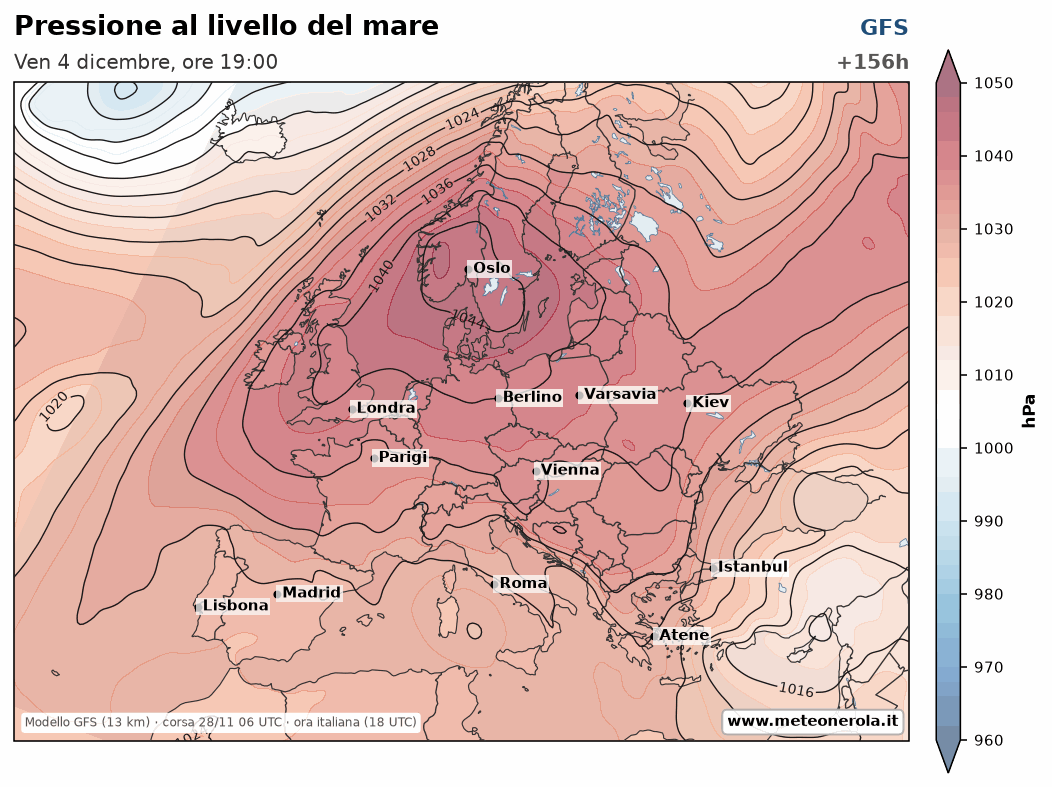 Pressione al livello del mare
GFS
Ven 4 dicembre, ore 19:00
+156h
1024
1028
1036
1032
1040
1044
1020
1016
Oslo
Londra
Berlino
Varsavia
Kiev
Parigi
Vienna
Istanbul
Roma
Madrid
Lisbona
Atene
Modello GFS (13 km) · corsa 28/11 06 UTC · ora italiana (18 UTC)
www.meteonerola.it
1050
1040
1030
1020
1010
1000
990
980
970
960
hPa